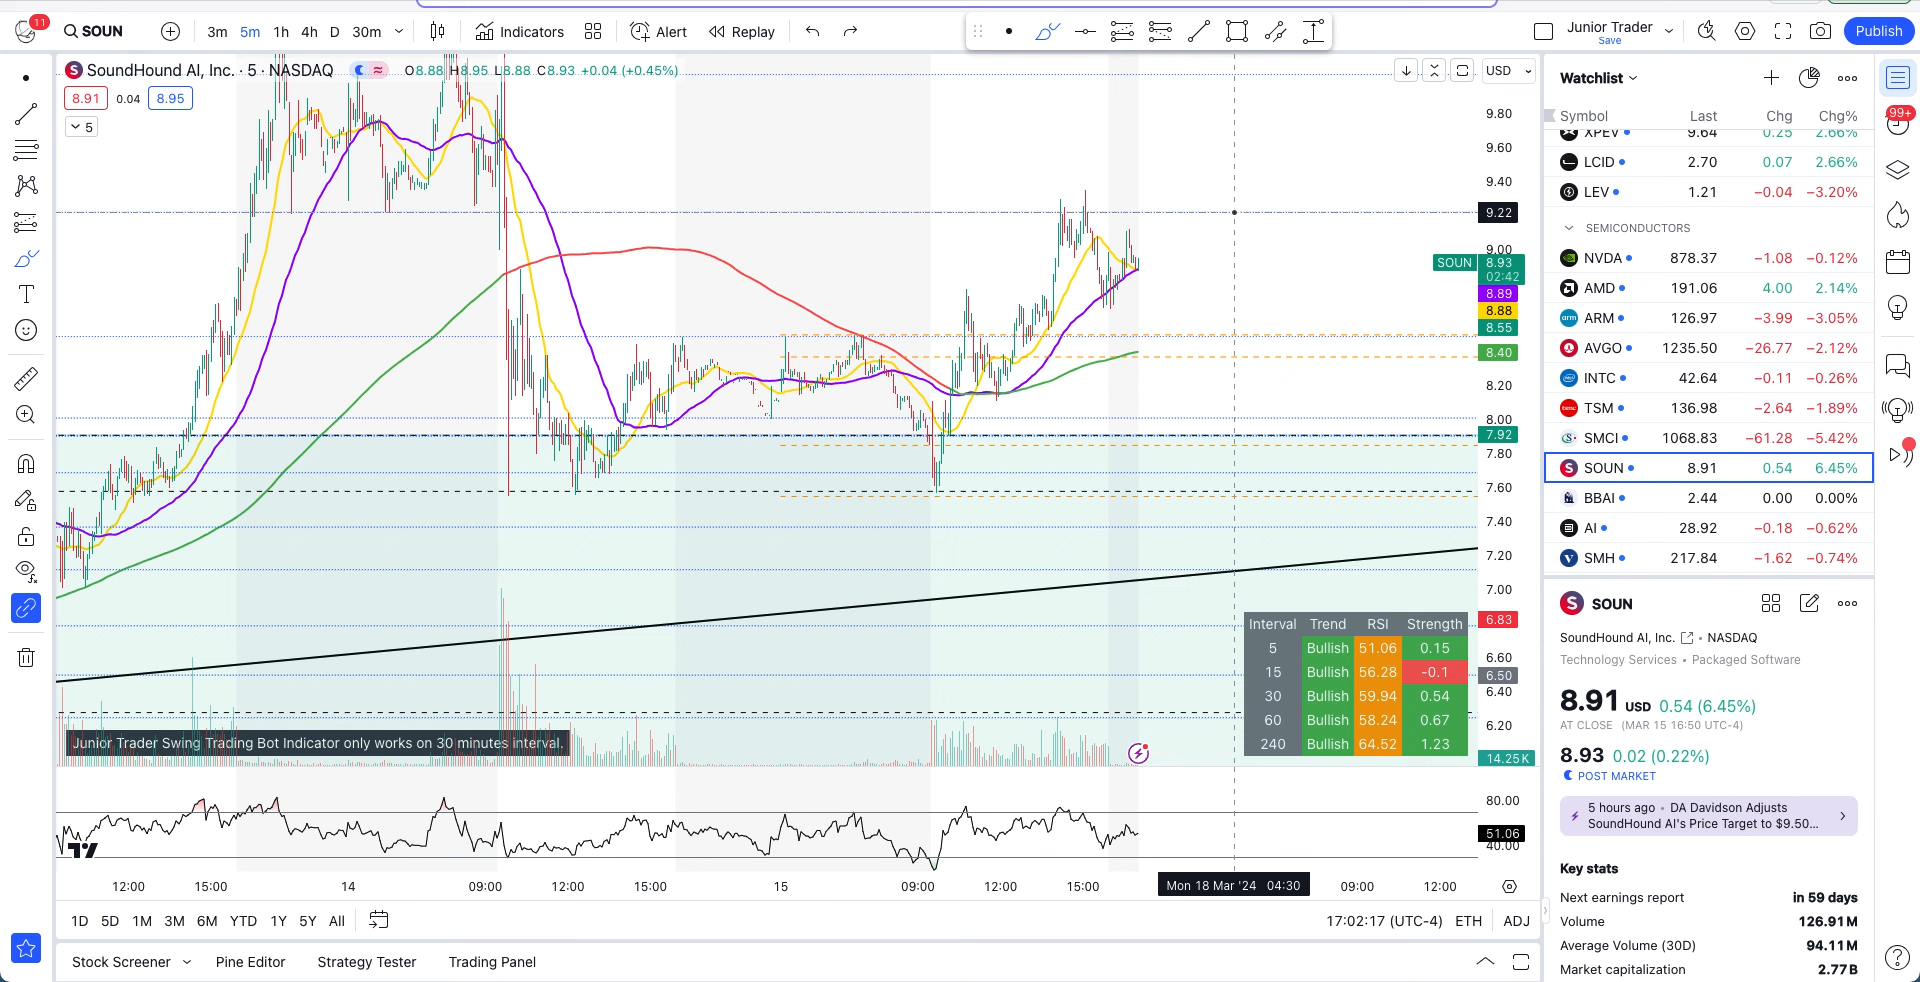 11
SOUN
3m 5m 1h 4h D 30m
Indicators
Alert
Replay
Junior Trader
Save
Publish
SoundHound AI, Inc. · 5 · NASDAQ
O8.88 H8.95 L8.88 C8.93 +0.04 (+0.45%)
USD
8.91 0.04 8.95
5
9.80
9.60
9.40
9.22
9.00
SOUN 8.93
02:42
8.89
8.88
8.55
8.40
8.20
8.00
7.92
7.80
7.60
7.40
7.20
7.00
6.83
6.60
6.50
6.40
6.20
14.25K
Interval Trend RSI Strength
5 Bullish 51.06 0.15
15 Bullish 56.28 -0.1
30 Bullish 59.94 0.54
60 Bullish 58.24 0.67
240 Bullish 64.52 1.23
Junior Trader Swing Trading Bot Indicator only works on 30 minutes interval.
80.00
51.06
40.00
12:00 15:00 14 09:00 12:00 15:00 15 09:00 12:00 15:00 Mon 18 Mar '24 04:30 09:00 12:00
1D 5D 1M 3M 6M YTD 1Y 5Y All
17:02:17 (UTC-4) ETH ADJ
Stock Screener Pine Editor Strategy Tester Trading Panel
Watchlist
Symbol Last Chg Chg%
XPEV 9.64 0.25 2.66%
LCID 2.70 0.07 2.66%
LEV 1.21 −0.04 −3.20%
SEMICONDUCTORS
NVDA 878.37 −1.08 −0.12%
AMD 191.06 4.00 2.14%
arm ARM 126.97 −3.99 −3.05%
AVGO 1235.50 −26.77 −2.12%
INTC 42.64 −0.11 −0.26%
TSM 136.98 −2.64 −1.89%
SMCI 1068.83 −61.28 −5.42%
SOUN 8.91 0.54 6.45%
BBAI 2.44 0.00 0.00%
AI 28.92 −0.18 −0.62%
SMH 217.84 −1.62 −0.74%
SOUN
SoundHound AI, Inc. • NASDAQ
Technology Services • Packaged Software
8.91 USD 0.54 (6.45%)
AT CLOSE (MAR 15 16:50 UTC-4)
8.93 0.02 (0.22%)
POST MARKET
5 hours ago • DA Davidson Adjusts
SoundHound AI's Price Target to $9.50...
Key stats
Next earnings report in 59 days
Volume 126.91M
Average Volume (30D) 94.11M
Market capitalization 2.77B
99+